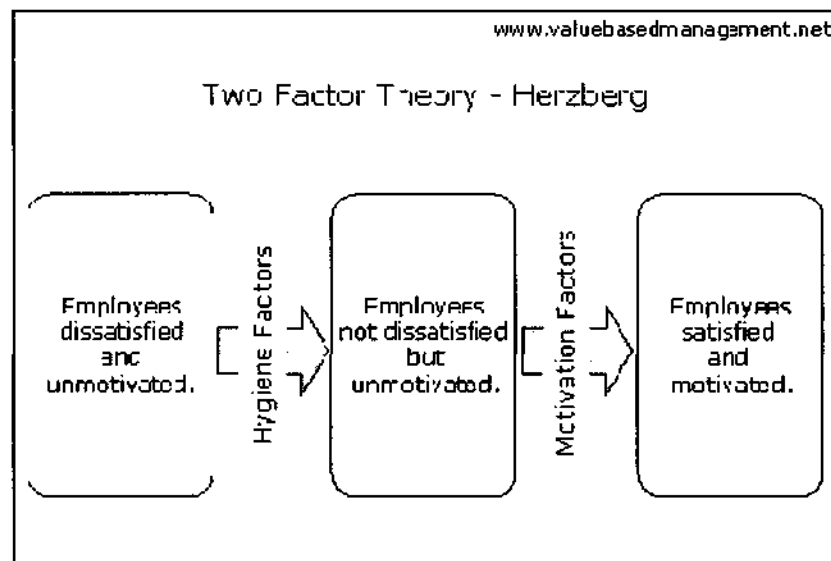 www.valuebasedmanagement.net
Two Factor Theory - Herzberg
Employees
dissatisfied
and
unmotivated.
Hygiene Factors
Employees
not dissatisfied
but
unmotivated.
Motivation Factors
Employees
satisfied
and
motivated.